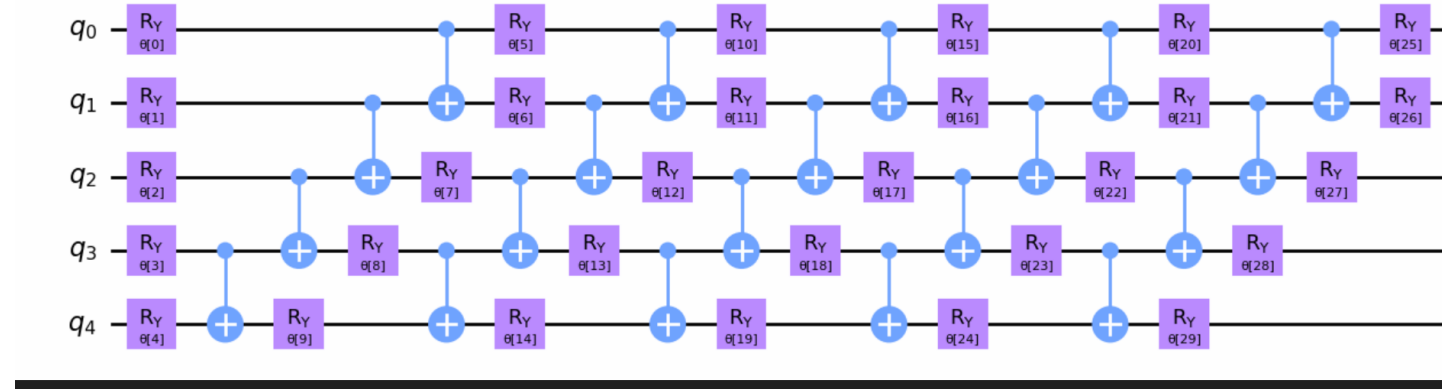 q0 RY RY RY RY RY RY
θ[0] θ[5] θ[10] θ[15] θ[20] θ[25]
q1 RY RY RY RY RY RY
θ[1] θ[6] θ[11] θ[16] θ[21] θ[26]
q2 RY RY RY RY RY RY
θ[2] θ[7] θ[12] θ[17] θ[22] θ[27]
q3 RY RY RY RY RY RY
θ[3] θ[8] θ[13] θ[18] θ[23] θ[28]
q4 RY RY RY RY RY RY
θ[4] θ[9] θ[14] θ[19] θ[24] θ[29]